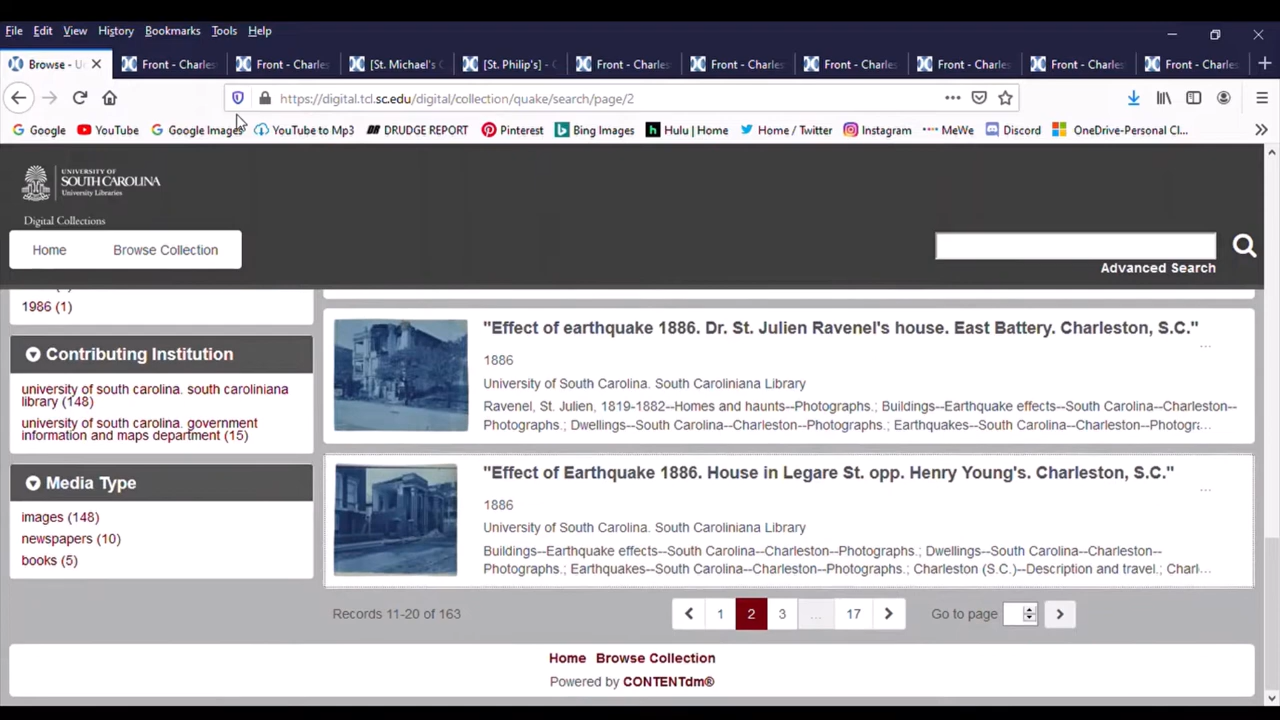 File Edit View History Bookmarks Tools Help
Browse - Un
Front - Charles
Front - Charles
[St. Michael's C
[St. Philip's] - C
Front - Charles
Front - Charles
Front - Charles
Front - Charles
Front - Charles
Front - Charles
https://digital.tcl.sc.edu/digital/collection/quake/search/page/2
Google YouTube Google Images YouTube to Mp3 DRUDGE REPORT Pinterest Bing Images Hulu | Home Home / Twitter Instagram MeWe Discord OneDrive-Personal Cl...
UNIVERSITY OF
SOUTH CAROLINA
University Libraries
Digital Collections
Home Browse Collection
Advanced Search
1986 (1)
Contributing Institution
university of south carolina. south caroliniana
library (148)
university of south carolina. government
information and maps department (15)
Media Type
images (148)
newspapers (10)
books (5)
"Effect of earthquake 1886. Dr. St. Julien Ravenel's house. East Battery. Charleston, S.C."
...
1886
University of South Carolina. South Caroliniana Library
Ravenel, St. Julien, 1819-1882--Homes and haunts--Photographs.; Buildings--Earthquake effects--South Carolina--Charleston--
Photographs.; Dwellings--South Carolina--Charleston--Photographs.; Earthquakes--South Carolina--Charleston--Photogr...
"Effect of Earthquake 1886. House in Legare St. opp. Henry Young's. Charleston, S.C."
...
1886
University of South Carolina. South Caroliniana Library
Buildings--Earthquake effects--South Carolina--Charleston--Photographs.; Dwellings--South Carolina--Charleston--
Photographs.; Earthquakes--South Carolina--Charleston--Photographs.; Charleston (S.C.)--Description and travel.; Charl...
Records 11-20 of 163
1 2 3 ... 17
Go to page
Home Browse Collection
Powered by CONTENTdm®